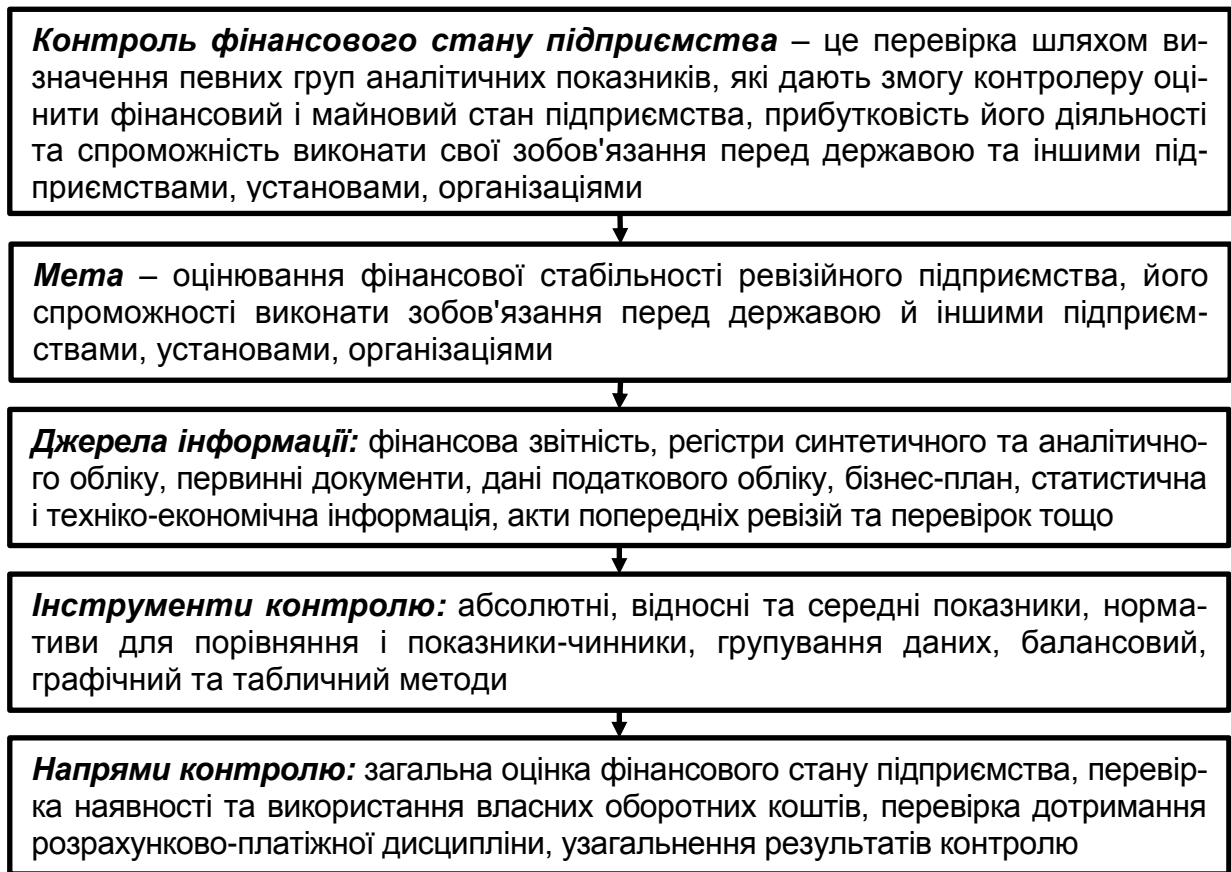 Контроль фінансового стану підприємства – це перевірка шляхом ви-
значення певних груп аналітичних показників, які дають змогу контролеру оці-
нити фінансовий і майновий стан підприємства, прибутковість його діяльності
та спроможність виконати свої зобов'язання перед державою та іншими під-
приємствами, установами, організаціями
Мета – оцінювання фінансової стабільності ревізійного підприємства, його
спроможності виконати зобов'язання перед державою й іншими підприєм-
ствами, установами, організаціями
Джерела інформації: фінансова звітність, регістри синтетичного та аналітично-
го обліку, первинні документи, дані податкового обліку, бізнес-план, статистична
і техніко-економічна інформація, акти попередніх ревізій та перевірок тощо
Інструменти контролю: абсолютні, відносні та середні показники, норма-
тиви для порівняння і показники-чинники, групування даних, балансовий,
графічний та табличний методи
Напрями контролю: загальна оцінка фінансового стану підприємства, перевір-
ка наявності та використання власних оборотних коштів, перевірка дотримання
розрахунково-платіжної дисципліни, узагальнення результатів контролю